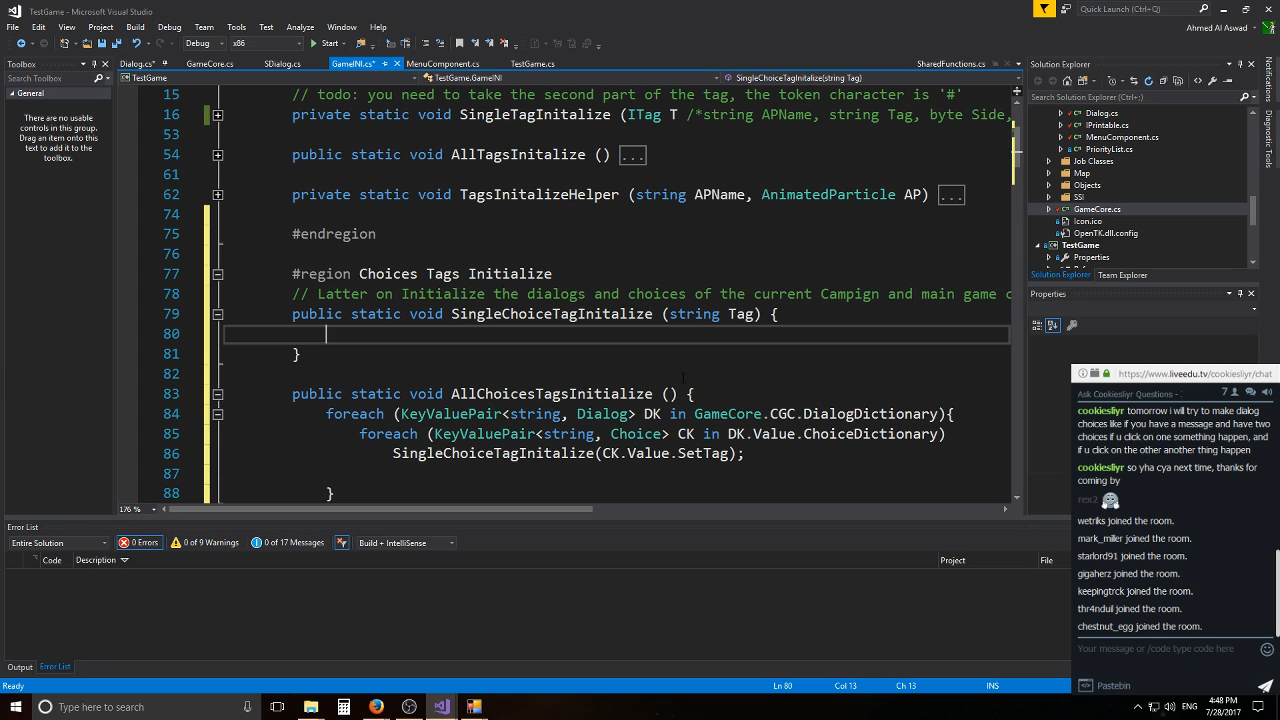 TestGame - Microsoft Visual Studio
Quick Launch (Ctrl+Q)
File Edit View Project Build Debug Team Tools Test Analyze Window Help
Ahmed Al Aswad
Debug x86 Start
Toolbox
Search Toolbox
General
There are no usable
controls in this group.
Drag an item onto this
text to add it to the
toolbox.
Dialog.cs* GameCore.cs SDialog.cs GameINI.cs* MenuComponent.cs TestGame.cs SharedFunctions.cs
TestGame TestGame.GameINI SingleChoiceTagInitalize(string Tag)
15 // todo: you need to take the second part of the tag, the token character is '#'
16 private static void SingleTagInitalize (ITag T /*string APName, string Tag, byte Side,
53
54 public static void AllTagsInitalize () ...
61
62 private static void TagsInitalizeHelper (string APName, AnimatedParticle AP) ...
74
75 #endregion
76
77 #region Choices Tags Initialize
78 // Latter on Initialize the dialogs and choices of the current Campign and main game c
79 public static void SingleChoiceTagInitalize (string Tag) {
80
81 }
82
83 public static void AllChoicesTagsInitialize () {
84 foreach (KeyValuePair<string, Dialog> DK in GameCore.CGC.DialogDictionary){
85 foreach (KeyValuePair<string, Choice> CK in DK.Value.ChoiceDictionary)
86 SingleChoiceTagInitalize(CK.Value.SetTag);
87
88 }
176 %
Error List
Entire Solution 0 Errors 0 of 9 Warnings 0 of 17 Messages Build + IntelliSense
Code Description Project File
Output Error List
Ready Ln 80 Col 13 Ch 13 INS
Solution Explorer
Search Solution Explorer (Ctrl+;)
Dialog.cs
IPrintable.cs
MenuComponent.cs
PriorityList.cs
Job Classes
Map
Objects
SSI
GameCore.cs
Icon.ico
OpenTK.dll.config
TestGame
Properties
Solution Explorer Team Explorer
Properties
Notifications
Diagnostic Tools
https://www.liveedu.tv/cookiesliyr/chat
Ask Cookiesliyr Questions - 7
cookiesliyr tomorrow i will try to make dialog
choices like if you have a message and have two
choices if u click on one something happen, and
if u click on the other another thing happen
cookiesliyr so yha cya next time, thanks for
coming by
rex2
wetriks joined the room.
mark_miller joined the room.
starlord91 joined the room.
gigaherz joined the room.
keepingtrck joined the room.
thr4nduil joined the room.
chestnut_egg joined the room.
Your message or /code type code here
Pastebin
Type here to search
ENG
4:48 PM
7/28/2017